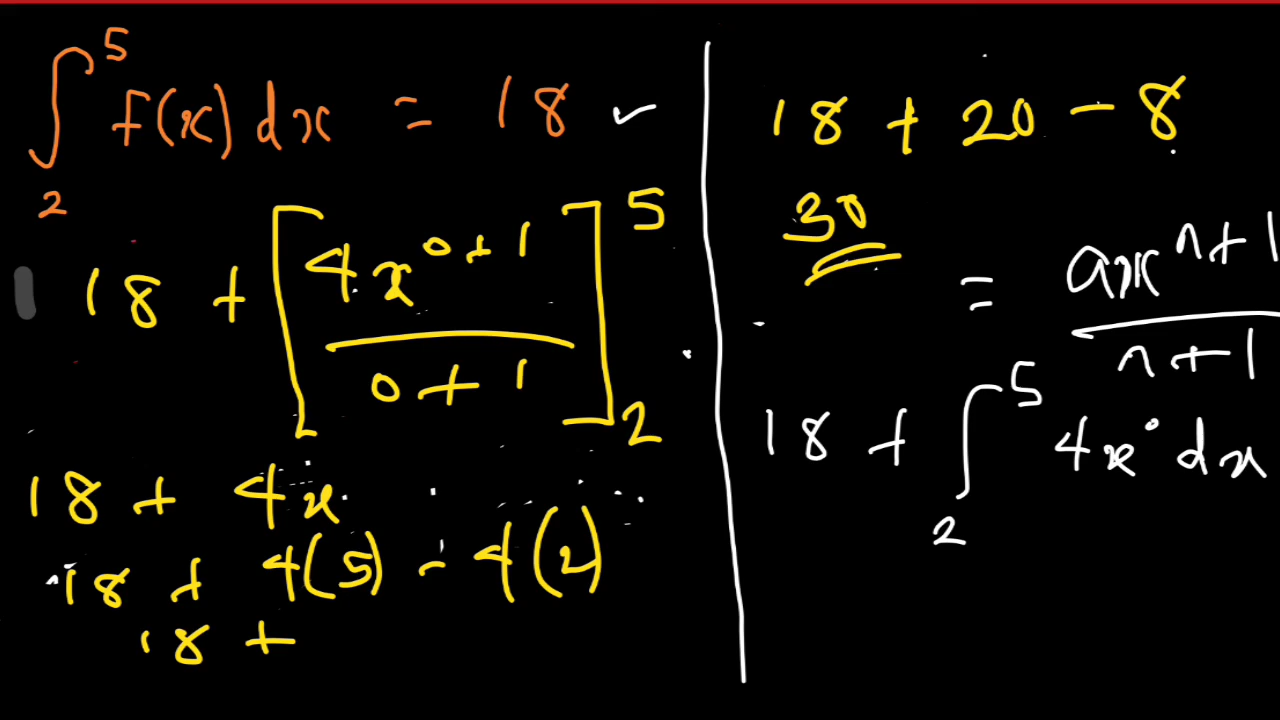 ∫₂⁵ f(x) dx = 18 ✓
18 + [4x⁰⁺¹ / 0+1]₂⁵
18 + 4x
18 + 4(5) - 4(2)
18 +
18 + 20 - 8
30
= axⁿ⁺¹ / n+1
18 + ∫₂⁵ 4x⁰ dx